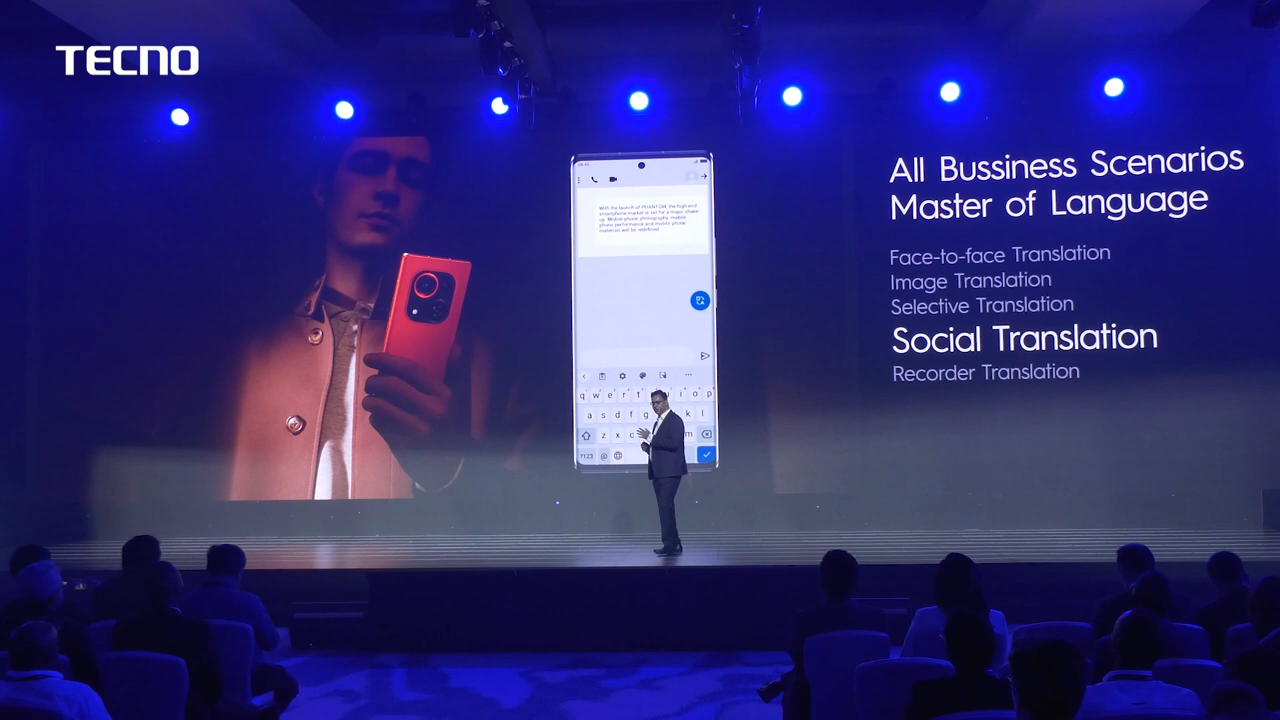 TECNO
All Bussiness Scenarios
Master of Language
Face-to-face Translation
Image Translation
Selective Translation
Social Translation
Recorder Translation
With the launch of PHANTOM, the high-end
smartphone market is set for a major shake-
up. Mobile phone photography, mobile
phone performance and mobile phone
materials will be redefined.
q w e r t i o p
a s d f g k l
z x c m
?123 @